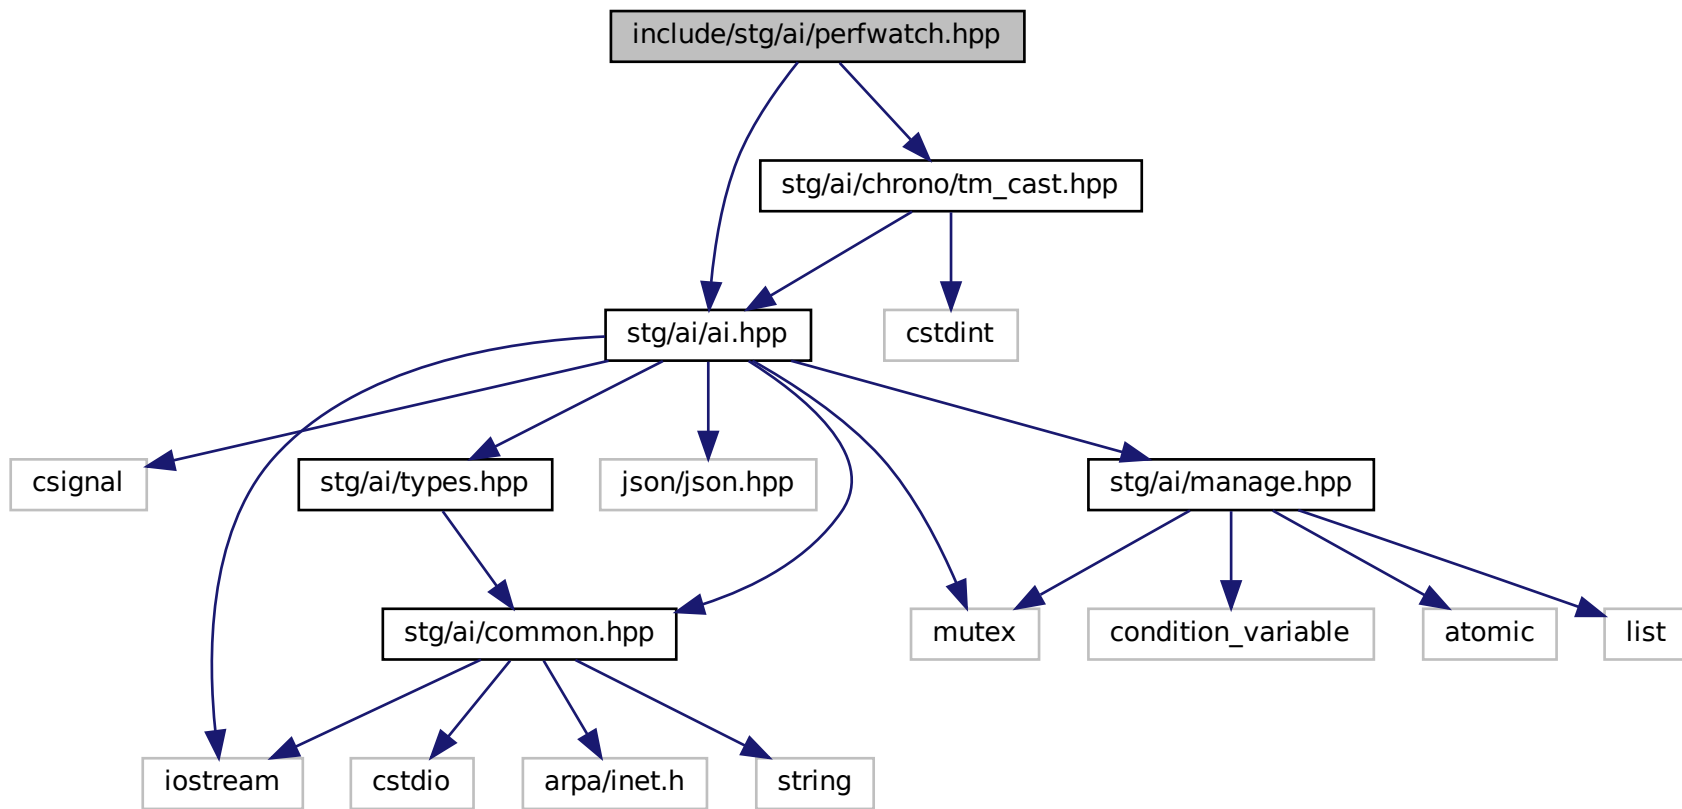 include/stg/ai/perfwatch.hpp
stg/ai/chrono/tm_cast.hpp
stg/ai/ai.hpp
cstdint
csignal
stg/ai/types.hpp
json/json.hpp
stg/ai/manage.hpp
stg/ai/common.hpp
mutex
condition_variable
atomic
list
iostream
cstdio
arpa/inet.h
string